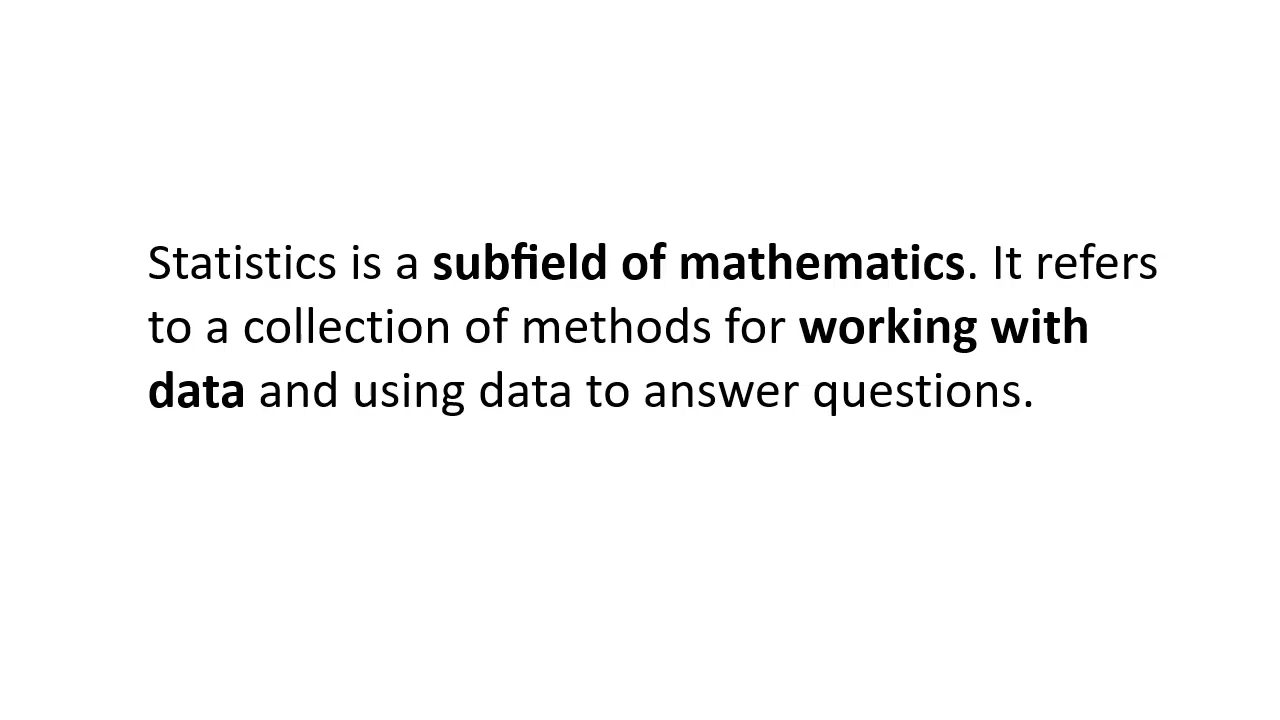 Statistics is a subfield of mathematics. It refers
to a collection of methods for working with
data and using data to answer questions.